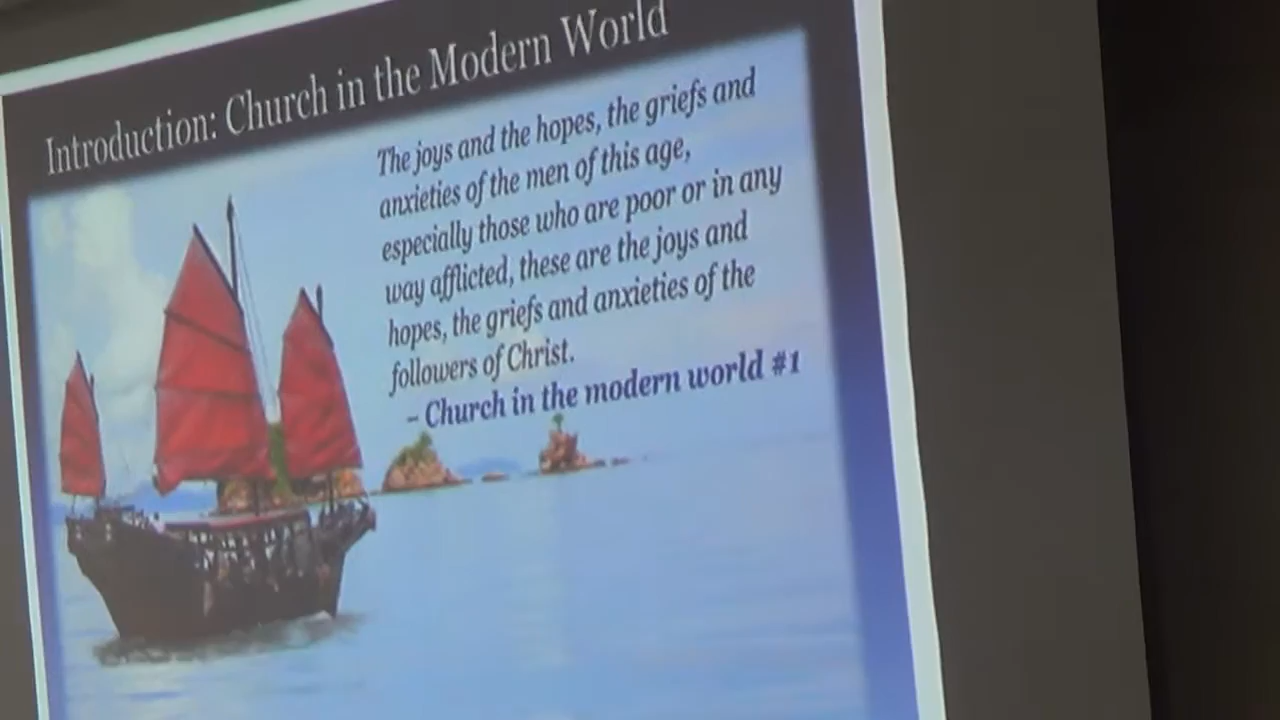 Introduction: Church in the Modern World
The joys and the hopes, the griefs and
anxieties of the men of this age,
especially those who are poor or in any
way afflicted, these are the joys and
hopes, the griefs and anxieties of the
followers of Christ.
– Church in the modern world #1